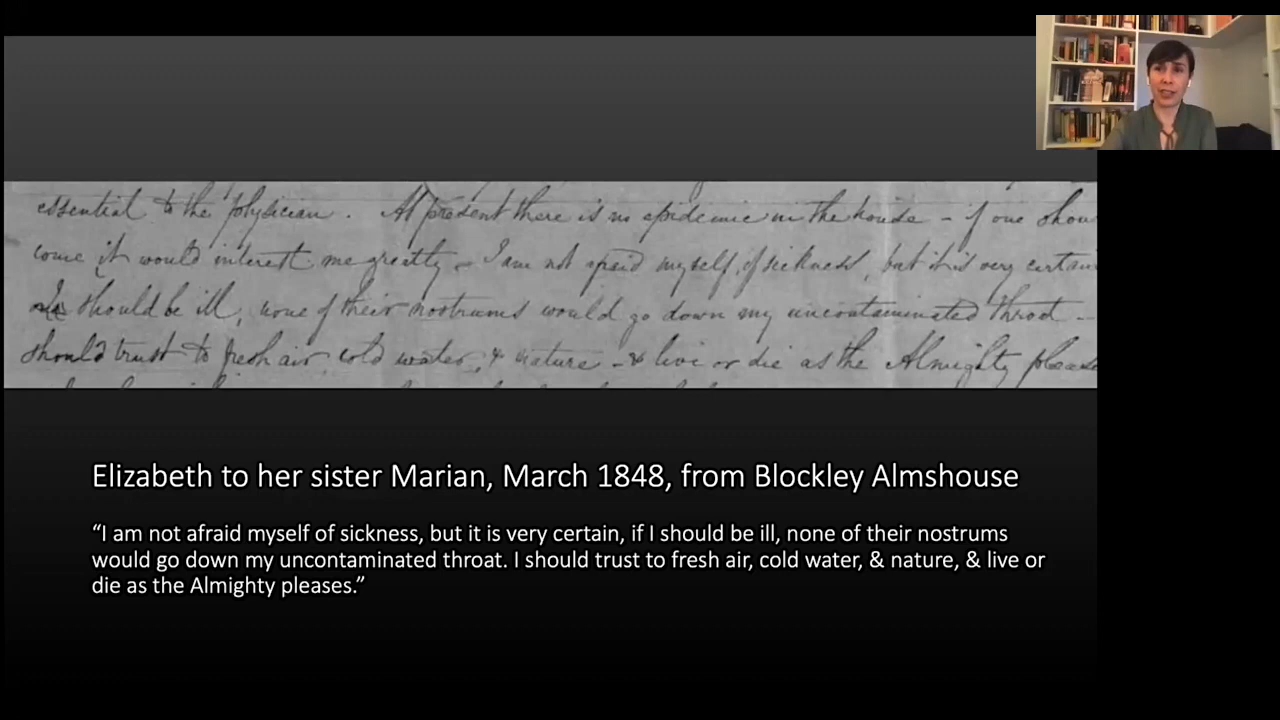 essential to the physician. At present there is no epidemic in the house - if one shou
come it would interest me greatly - I am not afraid myself of sickness, but it is very certain
I should be ill, none of their nostrums would go down my uncontaminated throat -
should trust to fresh air, cold water, & nature - & live or die as the Almighty please
Elizabeth to her sister Marian, March 1848, from Blockley Almshouse
“I am not afraid myself of sickness, but it is very certain, if I should be ill, none of their nostrums
would go down my uncontaminated throat. I should trust to fresh air, cold water, & nature, & live or
die as the Almighty pleases.”